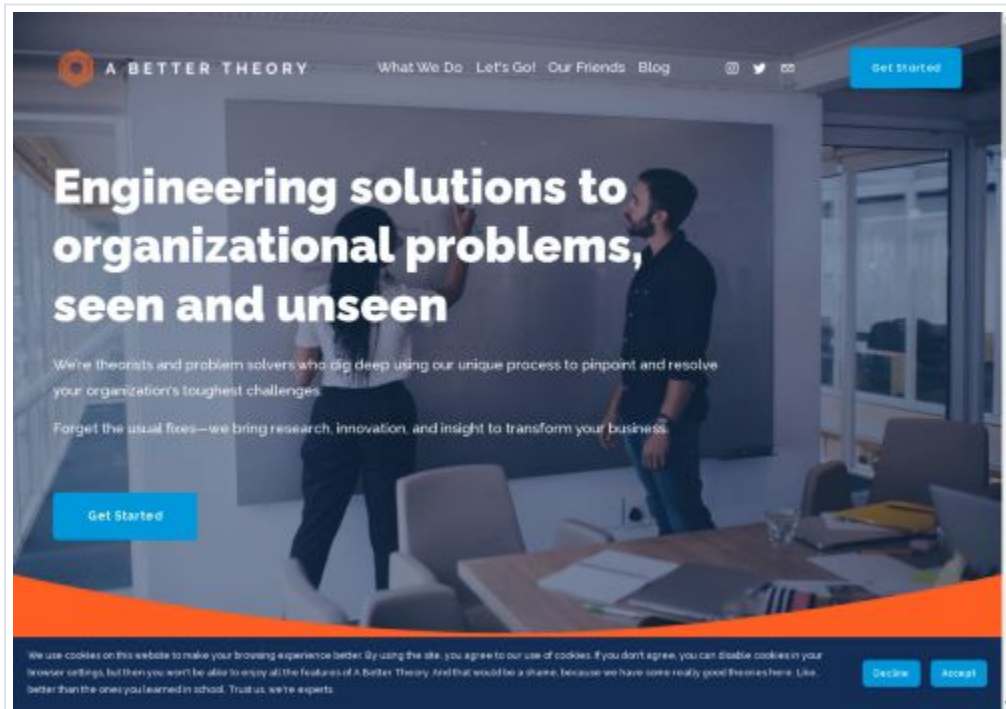 A BETTER THEORY
What We Do Let's Go! Our Friends Blog
Get Started
Engineering solutions to
organizational problems,
seen and unseen
We're theorists and problem solvers who dig deep using our unique process to pinpoint and resolve
your organization's toughest challenges.
Forget the usual fixes—we bring research, innovation, and insight to transform your business.
Get Started
We use cookies on this website to make your browsing experience better. By using the site, you agree to our use of cookies. If you don't agree, you can disable cookies in your
browser settings, but then you won't be able to enjoy all the features of A Better Theory. And that would be a shame, because we have some really good theories here. Like,
better than the ones you learned in school. Trust us, we're experts.
Decline Accept